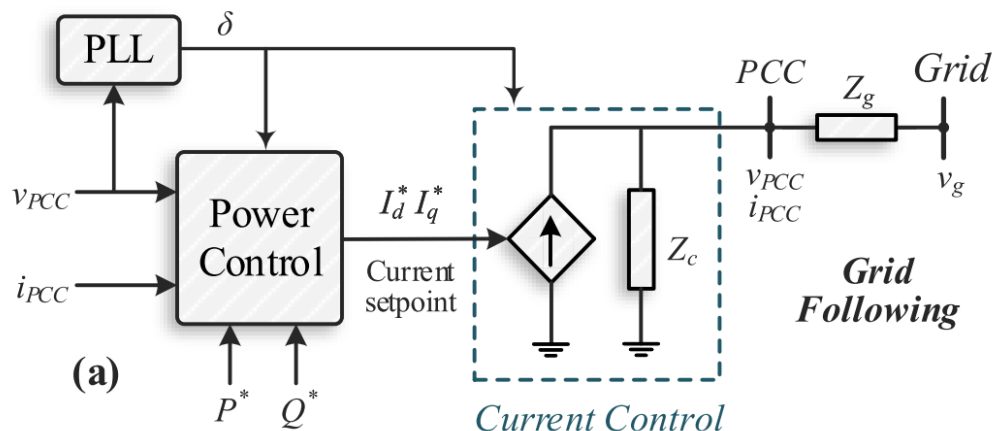 PLL
δ
PCC
Grid
Z_g
v_PCC
i_PCC
v_g
v_PCC
Power
Control
I_d^* I_q^*
Current
setpoint
Z_c
i_PCC
Grid
Following
(a)
P^*
Q^*
Current Control